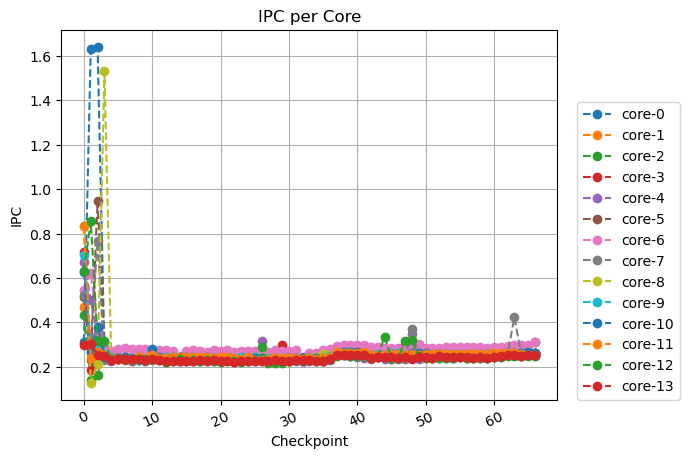 IPC per Core
IPC
1.6
1.4
1.2
1.0
0.8
0.6
0.4
0.2
0
10
20
30
40
50
60
Checkpoint
core-0
core-1
core-2
core-3
core-4
core-5
core-6
core-7
core-8
core-9
core-10
core-11
core-12
core-13